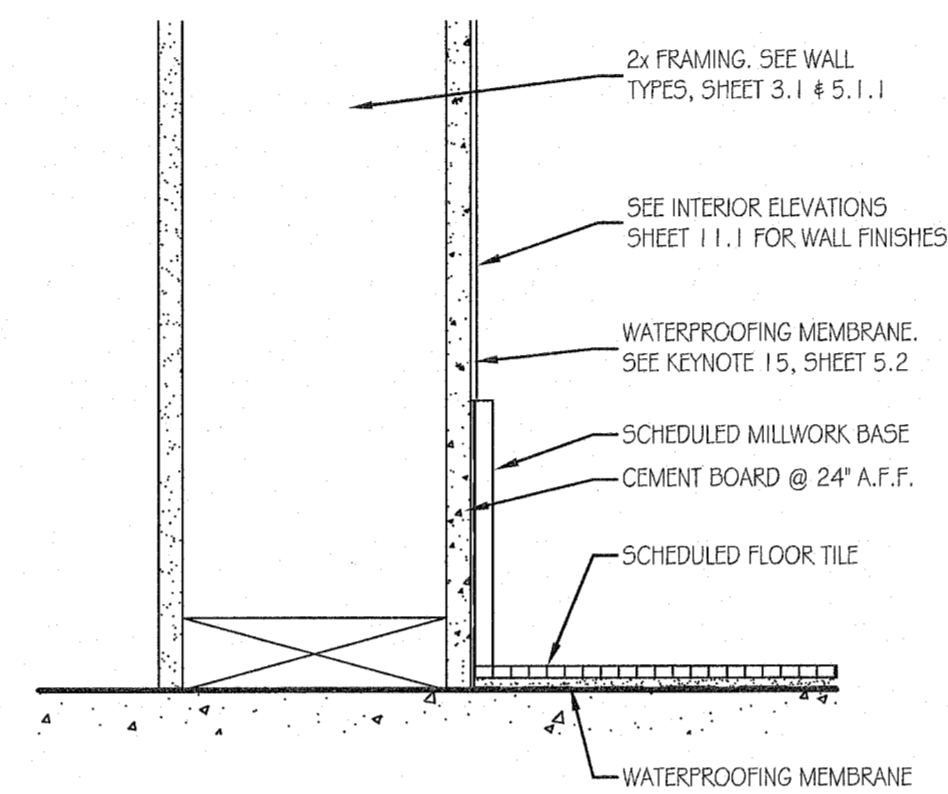 2x FRAMING. SEE WALL
TYPES, SHEET 3.1 & 5.1.1
SEE INTERIOR ELEVATIONS
SHEET 11.1 FOR WALL FINISHES
WATERPROOFING MEMBRANE.
SEE KEYNOTE 15, SHEET 5.2
SCHEDULED MILLWORK BASE
CEMENT BOARD @ 24" A.F.F.
SCHEDULED FLOOR TILE
WATERPROOFING MEMBRANE